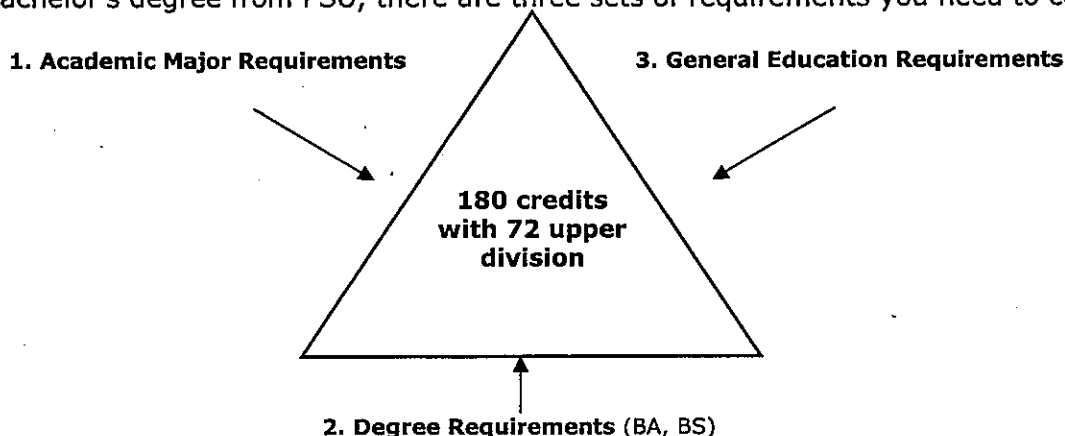 achelor's degree from PSU, there are three sets of requirements you need to c
1. Academic Major Requirements
3. General Education Requirements
180 credits
with 72 upper
division
2. Degree Requirements (BA, BS)